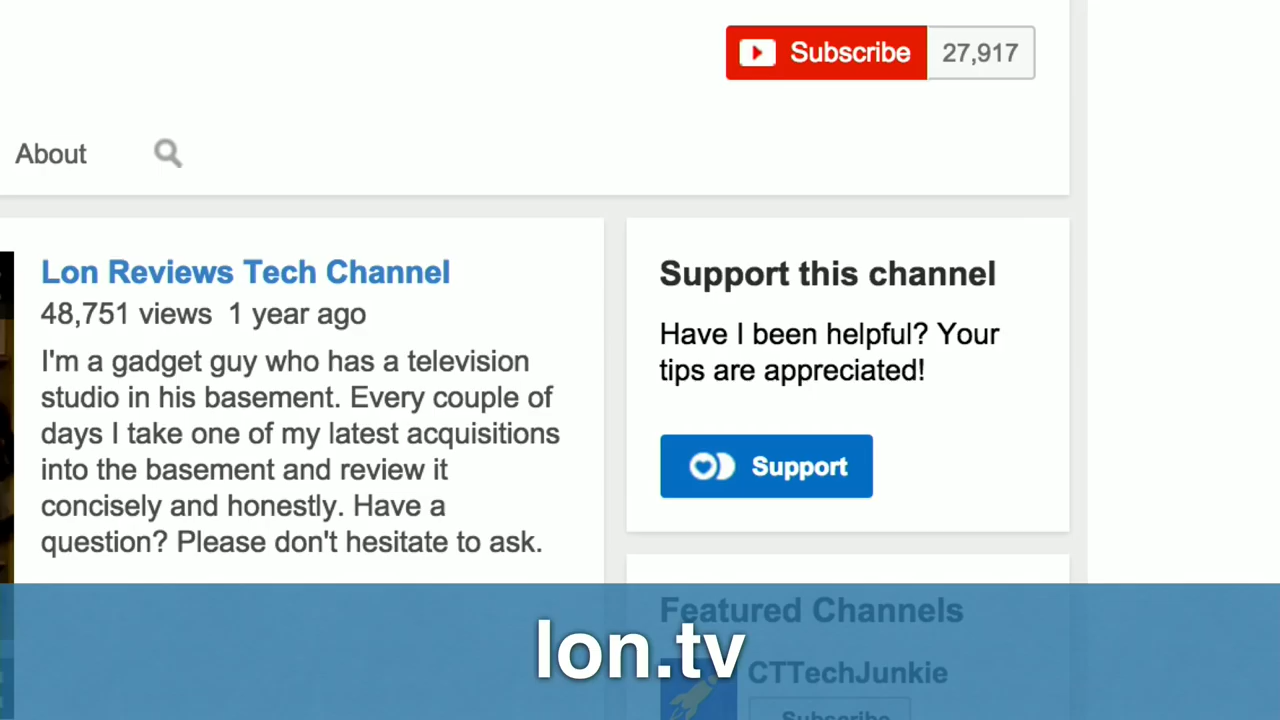 Subscribe 27,917
About
Lon Reviews Tech Channel
48,751 views 1 year ago
I'm a gadget guy who has a television
studio in his basement. Every couple of
days I take one of my latest acquisitions
into the basement and review it
concisely and honestly. Have a
question? Please don't hesitate to ask.
Support this channel
Have I been helpful? Your
tips are appreciated!
Support
Featured Channels
CTTechJunkie
Subscribe
lon.tv